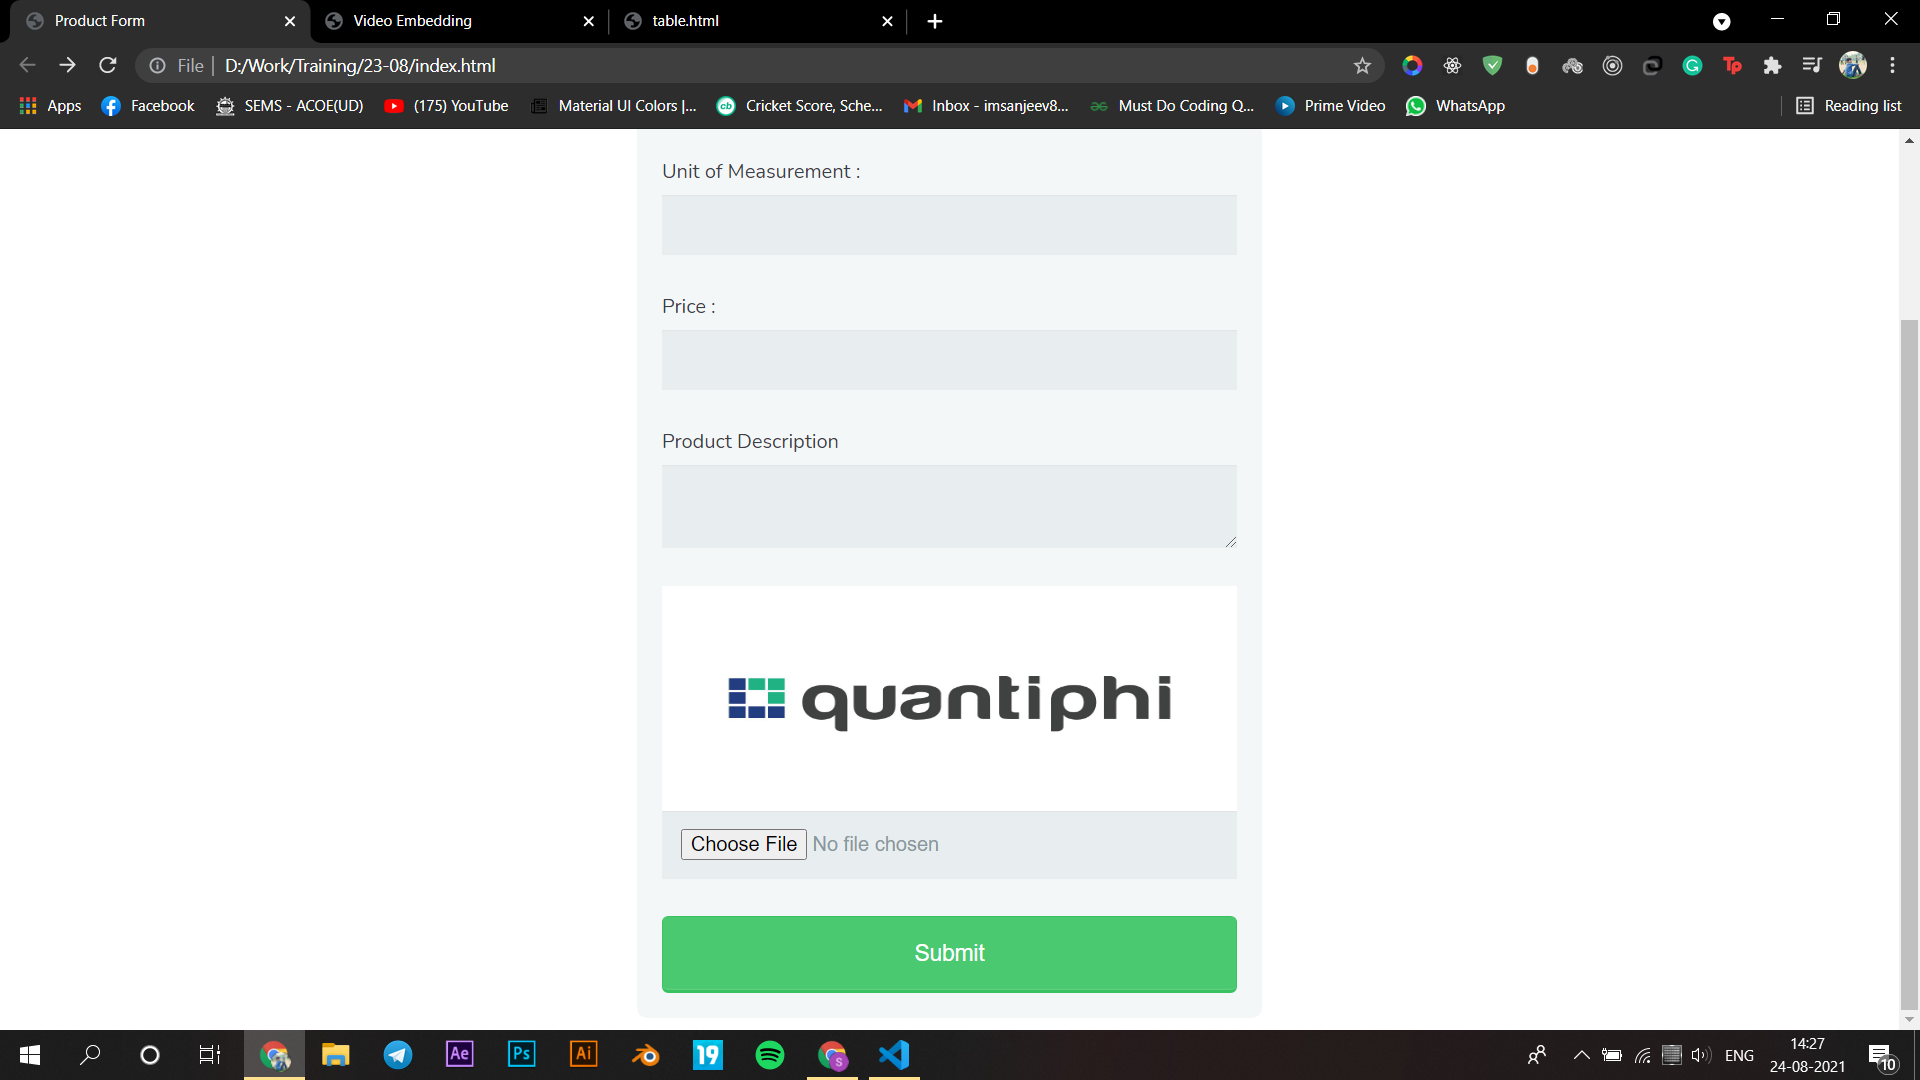 Product Form
Video Embedding
table.html
File
D:/Work/Training/23-08/index.html
Apps
Facebook
SEMS - ACOE(UD)
(175) YouTube
Material UI Colors |...
cb
Cricket Score, Sche...
Inbox - imsanjeev8...
Must Do Coding Q...
Prime Video
WhatsApp
Reading list
Unit of Measurement :
Price :
Product Description
quantiphi
Choose File No file chosen
Submit
Ae
Ps
Ai
19
S
ENG
14:27
24-08-2021
10